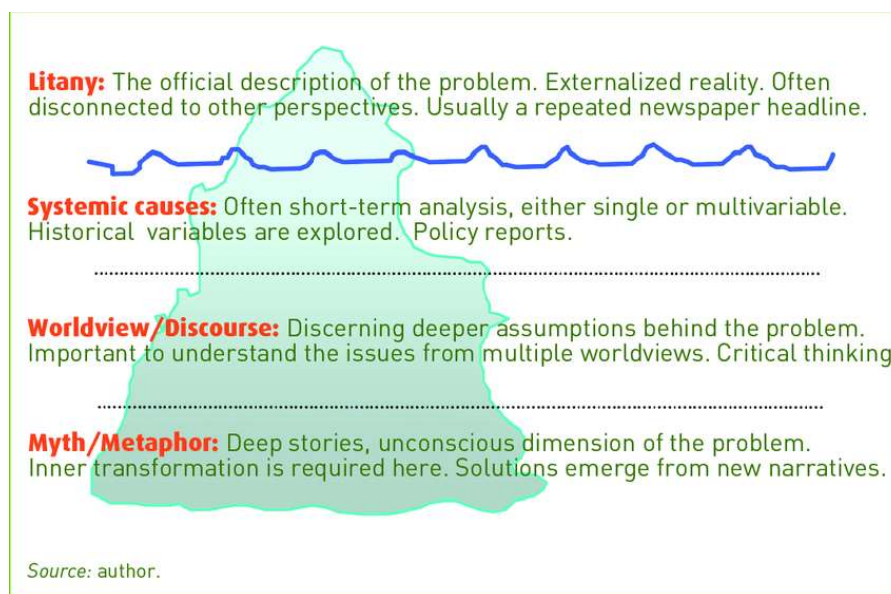 Litany: The official description of the problem. Externalized reality. Often
disconnected to other perspectives. Usually a repeated newspaper headline.
Systemic causes: Often short-term analysis, either single or multivariable.
Historical variables are explored. Policy reports.
Worldview/Discourse: Discerning deeper assumptions behind the problem.
Important to understand the issues from multiple worldviews. Critical thinking
Myth/Metaphor: Deep stories, unconscious dimension of the problem.
Inner transformation is required here. Solutions emerge from new narratives.
Source: author.